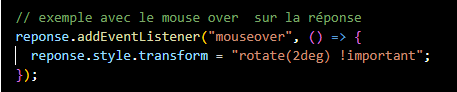 // exemple avec le mouse over  sur la réponse
reponse.addEventListener("mouseover", () => {
  reponse.style.transform = "rotate(2deg) !important";
});